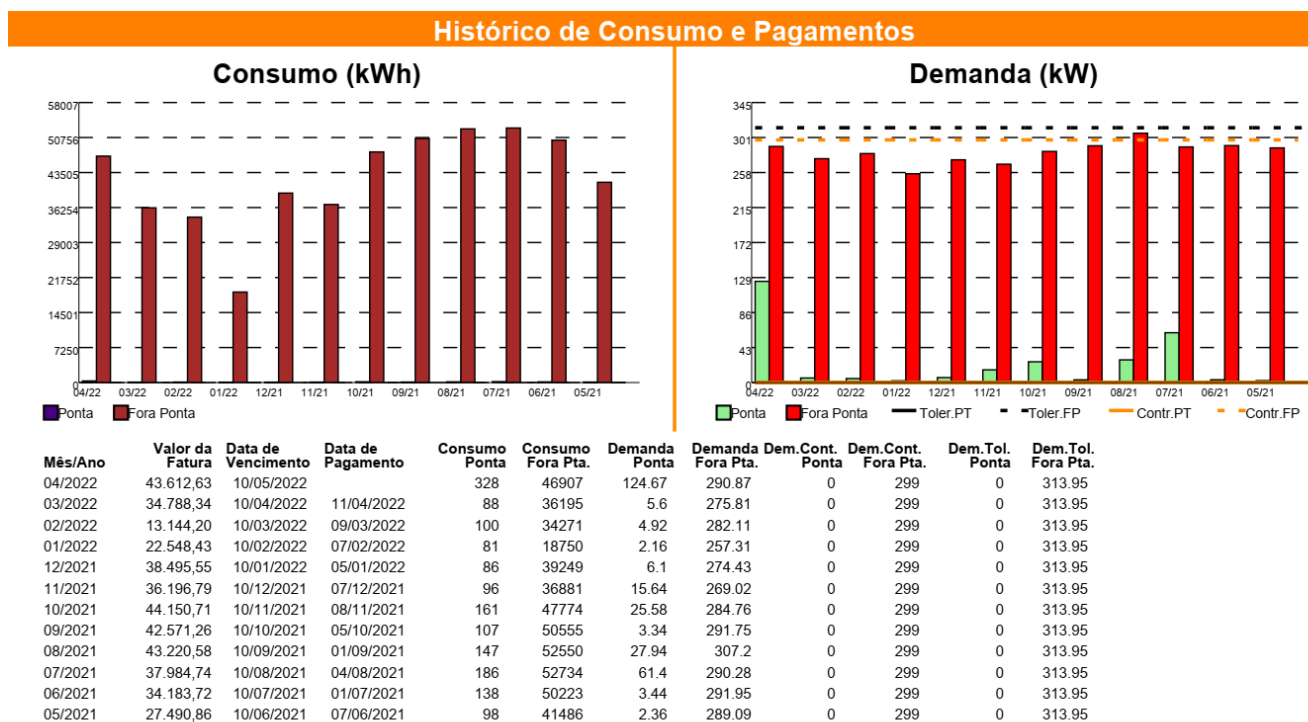 Histórico de Consumo e Pagamentos
Consumo (kWh)
58007
50756
43505
36254
29003
21752
14501
7250
0
04/22 03/22 02/22 01/22 12/21 11/21 10/21 09/21 08/21 07/21 06/21 05/21
Ponta Fora Ponta
Demanda (kW)
345
301
258
215
172
129
86
43
0
04/22 03/22 02/22 01/22 12/21 11/21 10/21 09/21 08/21 07/21 06/21 05/21
Ponta Fora Ponta Toler.PT Toler.FP Contr.PT Contr.FP
Valor da Data de Data de Consumo Consumo Demanda Demanda Dem.Cont. Dem.Cont. Dem.Tol. Dem.Tol.
Mês/Ano Fatura Vencimento Pagamento Ponta Fora Pta. Ponta Fora Pta. Ponta Fora Pta. Ponta Fora Pta.
04/2022 43.612,63 10/05/2022 328 46907 124.67 290.87 0 299 0 313.95
03/2022 34.788,34 10/04/2022 11/04/2022 88 36195 5.6 275.81 0 299 0 313.95
02/2022 13.144,20 10/03/2022 09/03/2022 100 34271 4.92 282.11 0 299 0 313.95
01/2022 22.548,43 10/02/2022 07/02/2022 81 18750 2.16 257.31 0 299 0 313.95
12/2021 38.495,55 10/01/2022 05/01/2022 86 39249 6.1 274.43 0 299 0 313.95
11/2021 36.196,79 10/12/2021 07/12/2021 96 36881 15.64 269.02 0 299 0 313.95
10/2021 44.150,71 10/11/2021 08/11/2021 161 47774 25.58 284.76 0 299 0 313.95
09/2021 42.571,26 10/10/2021 05/10/2021 107 50555 3.34 291.75 0 299 0 313.95
08/2021 43.220,58 10/09/2021 01/09/2021 147 52550 27.94 307.2 0 299 0 313.95
07/2021 37.984,74 10/08/2021 04/08/2021 186 52734 61.4 290.28 0 299 0 313.95
06/2021 34.183,72 10/07/2021 01/07/2021 138 50223 3.44 291.95 0 299 0 313.95
05/2021 27.490,86 10/06/2021 07/06/2021 98 41486 2.36 289.09 0 299 0 313.95